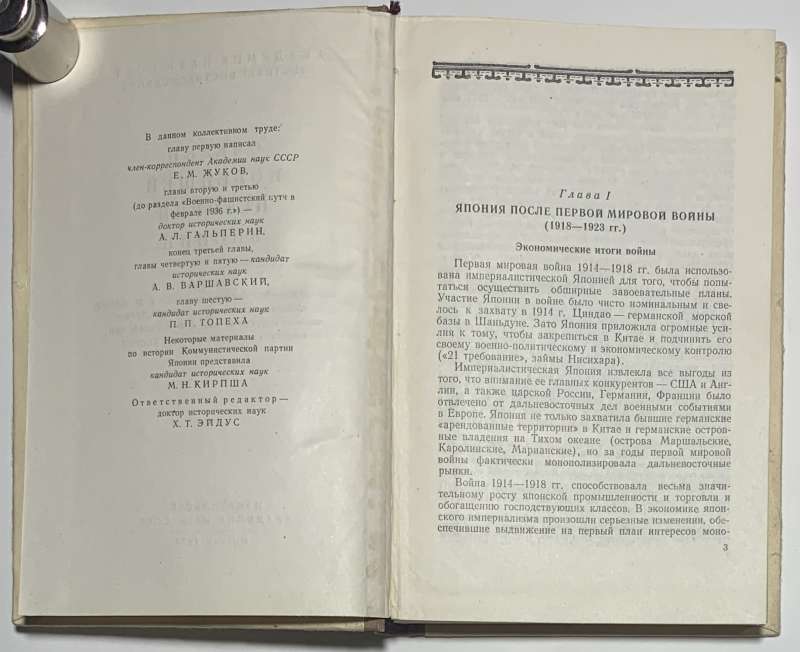 В данном коллективном труде:
главу первую написал
член-корреспондент Академии наук СССР
Е. М. ЖУКОВ,
главы вторую и третью
(до раздела «Военно-фашистский путч в
феврале 1936 г.») —
доктор исторических наук
А. Л. ГАЛЬПЕРИН,
конец третьей главы,
главы четвертую и пятую — кандидат
исторических наук
А. В. ВАРШАВСКИЙ,
главу шестую —
кандидат исторических наук
П. П. ТОПЕХА
Некоторые материалы
по истории Коммунистической партии
Японии представила
кандидат исторических наук
М. Н. КИРПША
Ответственный редактор —
доктор исторических наук
Х. Т. ЭЙДУС
Глава I
ЯПОНИЯ ПОСЛЕ ПЕРВОЙ МИРОВОЙ ВОЙНЫ
(1918—1923 гг.)
Экономические итоги войны
Первая мировая война 1914—1918 гг. была использо-
вана империалистической Японией для того, чтобы попы-
таться осуществить обширные завоевательные планы.
Участие Японии в войне было чисто номинальным и све-
лось к захвату в 1914 г. Циндао — германской морской
базы в Шаньдуне. Зато Япония приложила огромные уси-
лия к тому, чтобы закрепиться в Китае и подчинить его
своему военно-политическому и экономическому контролю
(«21 требование», займы Нисихара).
Империалистическая Япония извлекла все выгоды из
того, что внимание ее главных конкурентов — США и Анг-
лии, а также царской России, Германии, Франции было
отвлечено от дальневосточных дел военными событиями
в Европе. Япония не только захватила бывшие германские
«арендованные территории» в Китае и германские остров-
ные владения на Тихом океане (острова Маршальские,
Каролинские, Марианские), но за годы первой мировой
войны фактически монополизировала дальневосточные
рынки.
Война 1914—1918 гг. способствовала весьма значи-
тельному росту японской промышленности и торговли и
обогащению господствующих классов. В экономике япон-
ского империализма произошли серьезные изменения, обе-
спечившие выдвижение на первый план интересов моно-
3